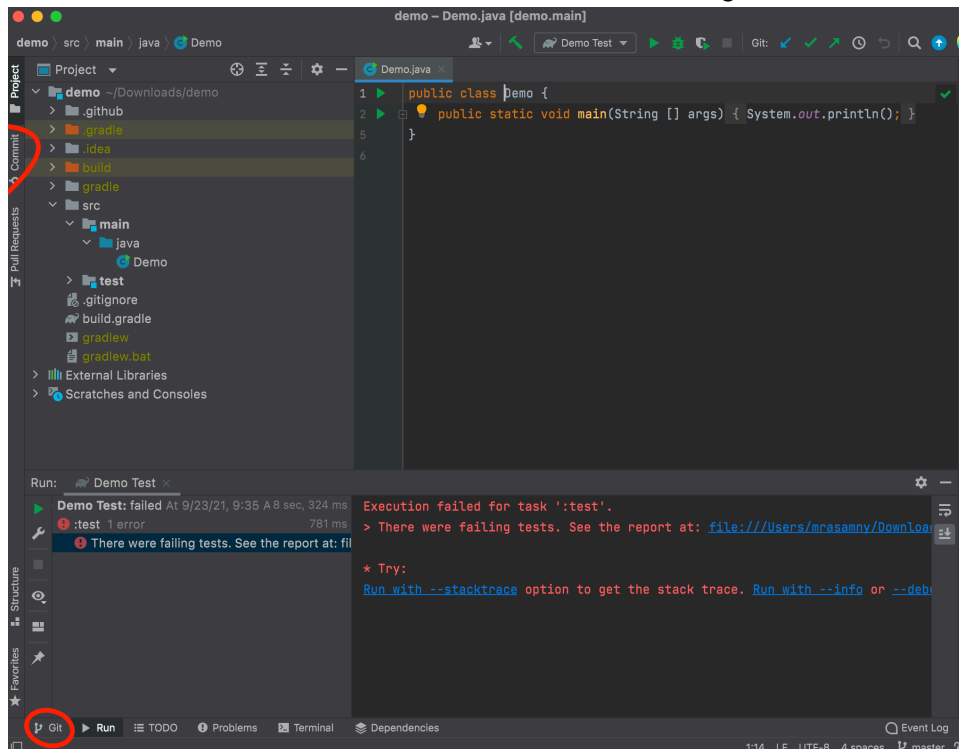 demo – Demo.java [demo.main]
demo 〉 src 〉 main 〉 java 〉 Demo
Demo Test
Git:
Project
Demo.java
Project
Commit
Pull Requests
Structure
Favorites
demo ~/Downloads/demo
.github
.gradle
.idea
build
gradle
src
main
java
Demo
test
.gitignore
build.gradle
gradlew
gradlew.bat
External Libraries
Scratches and Consoles
1 public class Demo {
2 public static void main(String [] args) { System.out.println(); }
5 }
6
Run: Demo Test
Demo Test: failed At 9/23/21, 9:35 A 8 sec, 324 ms
:test 1 error 781 ms
There were failing tests. See the report at: fil
Execution failed for task ':test'.
> There were failing tests. See the report at: file:///Users/mrasamny/Downloa
* Try:
Run with --stacktrace option to get the stack trace. Run with --info or --deb
Git Run TODO Problems Terminal Dependencies Event Log
1:14 LF UTF-8 4 spaces master